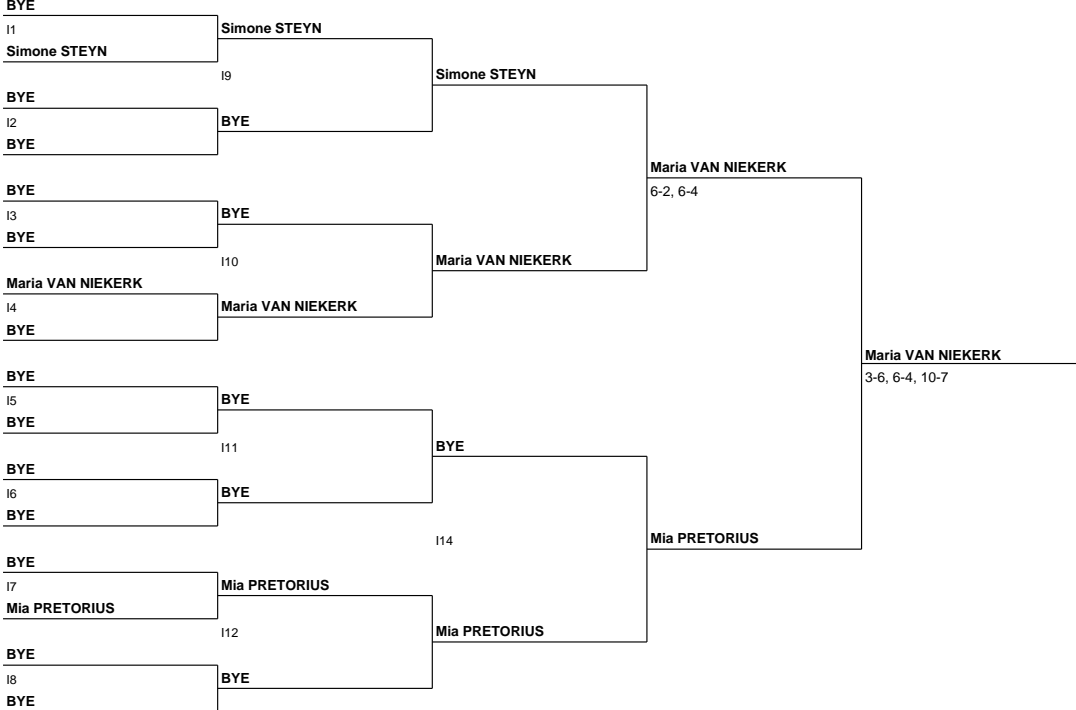 BYE
I1
Simone STEYN
Simone STEYN
I9
Simone STEYN
BYE
I2
BYE
BYE
Maria VAN NIEKERK
6-2, 6-4
BYE
I3
BYE
BYE
I10
Maria VAN NIEKERK
Maria VAN NIEKERK
I4
BYE
Maria VAN NIEKERK
Maria VAN NIEKERK
3-6, 6-4, 10-7
BYE
I5
BYE
BYE
I11
BYE
BYE
I6
BYE
BYE
I14
Mia PRETORIUS
BYE
I7
Mia PRETORIUS
Mia PRETORIUS
I12
Mia PRETORIUS
BYE
I8
BYE
BYE